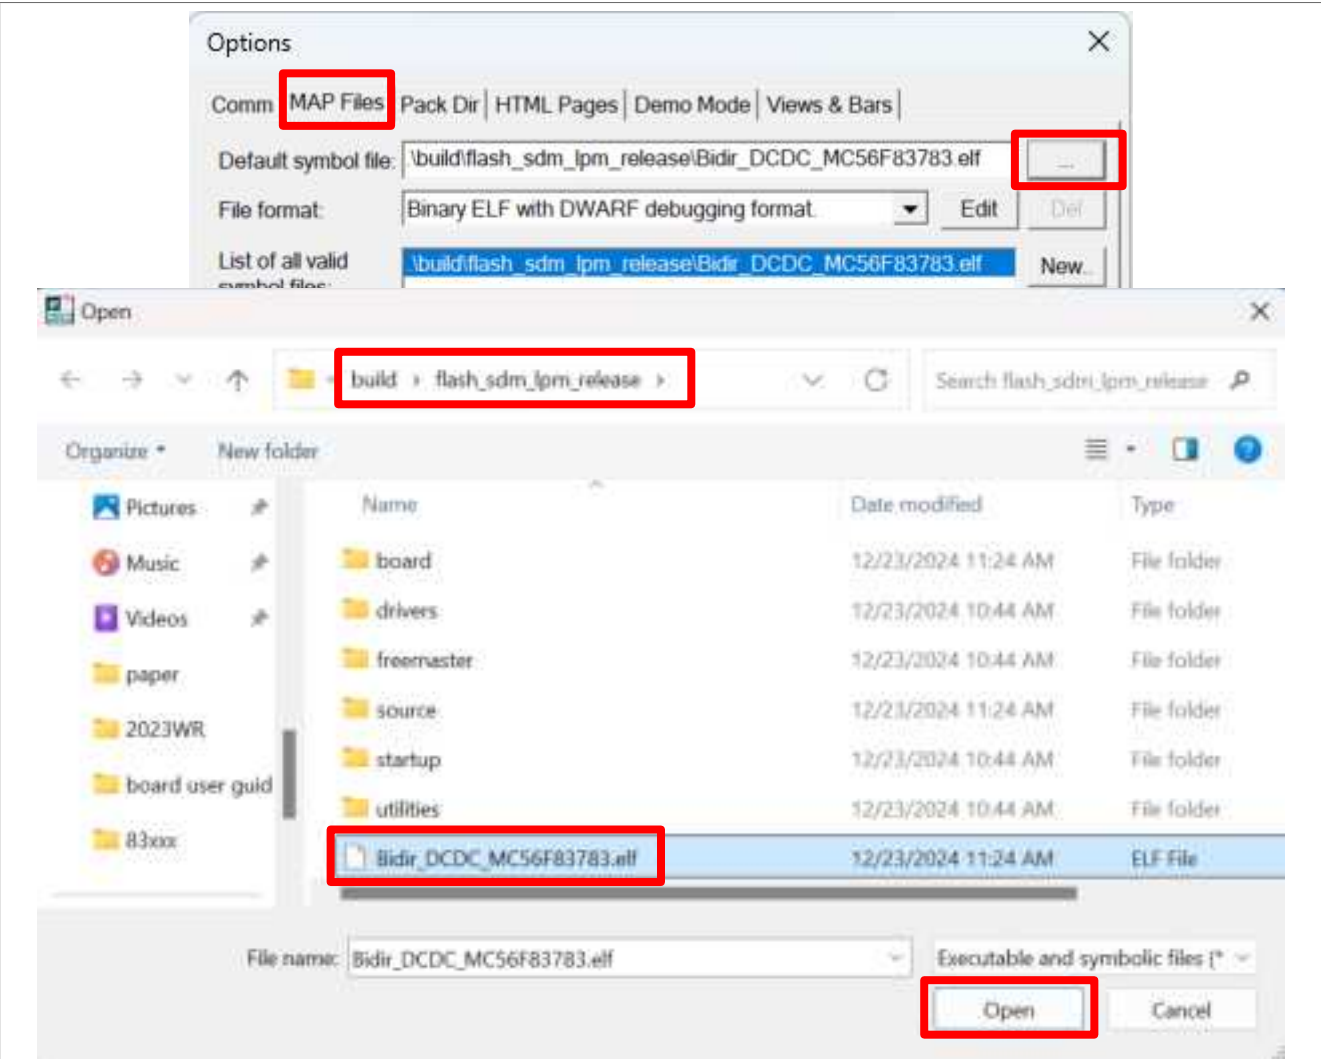 Options
Comm MAP Files Pack Dir HTML Pages Demo Mode Views & Bars
Default symbol file: .\build\flash_sdm_lpm_release\Bidir_DCDC_MC56F83783.elf ...
File format: Binary ELF with DWARF debugging format. Edit Del
List of all valid .\build\flash_sdm_lpm_release\Bidir_DCDC_MC56F83783.elf New...
symbol files:
Open
build › flash_sdm_lpm_release › Search flash_sdm_lpm_release
Organize New folder
Name Date modified Type
Pictures
Music
Videos
paper
2023WR
board user guid
83xxx
board 12/23/2024 11:24 AM File folder
drivers 12/23/2024 10:44 AM File folder
freemaster 12/23/2024 10:44 AM File folder
source 12/23/2024 11:24 AM File folder
startup 12/23/2024 10:44 AM File folder
utilities 12/23/2024 10:44 AM File folder
Bidir_DCDC_MC56F83783.elf 12/23/2024 11:24 AM ELF File
File name: Bidir_DCDC_MC56F83783.elf Executable and symbolic files (*
Open Cancel